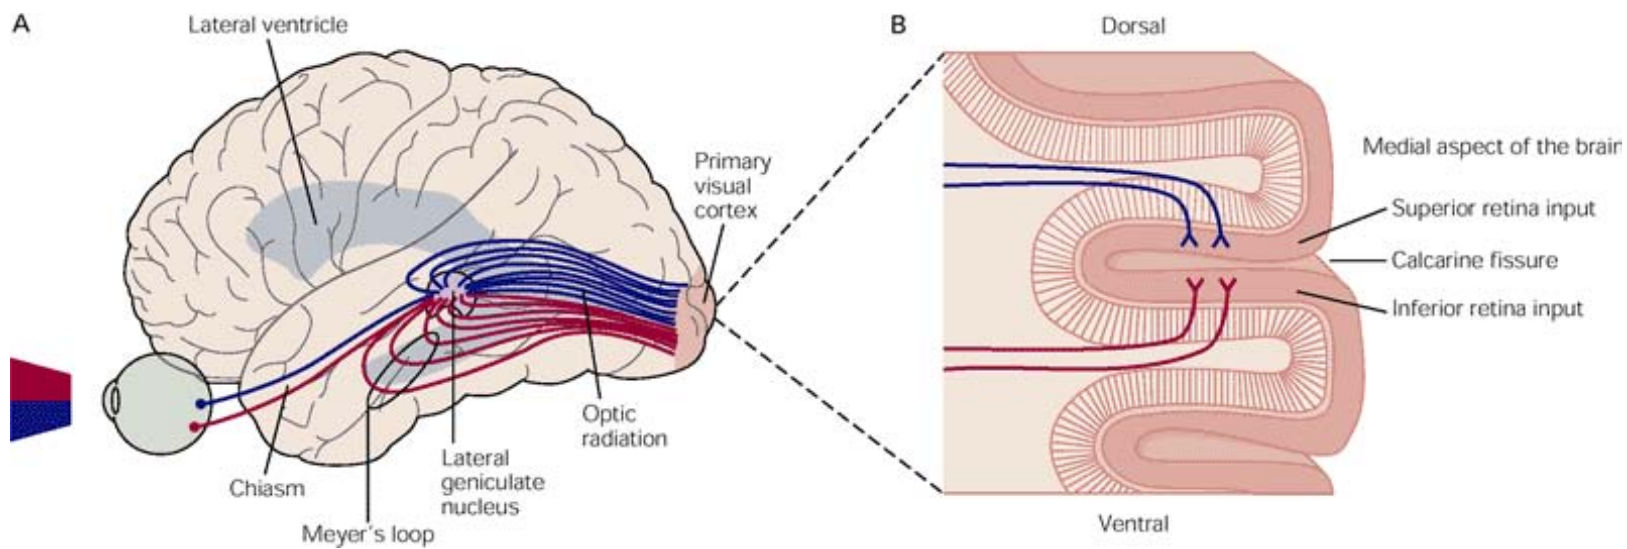 A
Lateral ventricle
Primary
visual
cortex
Optic
radiation
Lateral
geniculate
nucleus
Chiasm
Meyer's loop
B
Dorsal
Medial aspect of the brain
Superior retina input
Calcarine fissure
Inferior retina input
Ventral